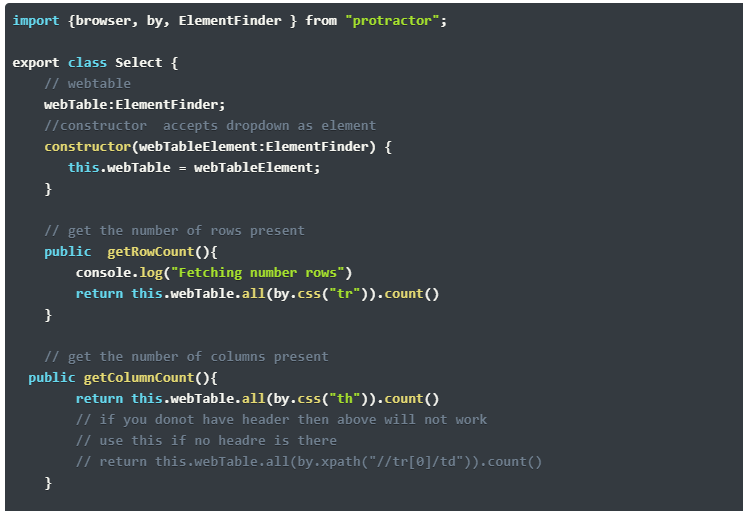 import {browser, by, ElementFinder } from "protractor";
export class Select {
// webtable
webTable:ElementFinder;
//constructor  accepts dropdown as element
constructor(webTableElement:ElementFinder) {
this.webTable = webTableElement;
}
// get the number of rows present
public  getRowCount(){
console.log("Fetching number rows")
return this.webTable.all(by.css("tr")).count()
}
// get the number of columns present
public getColumnCount(){
return this.webTable.all(by.css("th")).count()
// if you donot have header then above will not work
// use this if no headre is there
// return this.webTable.all(by.xpath("//tr[0]/td")).count()
}